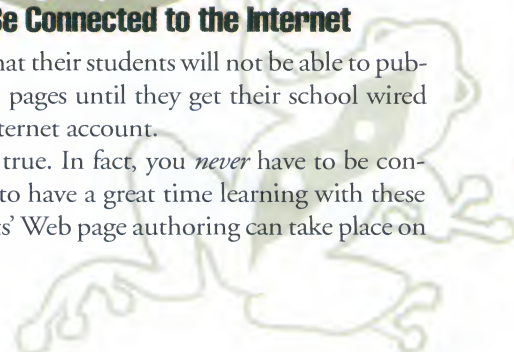 Be Connected to the Internet
hat their students will not be able to pub-
pages until they get their school wired
ternet account.
true. In fact, you never have to be con-
to have a great time learning with these
ts' Web page authoring can take place on